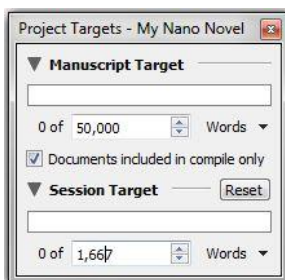 Project Targets - My Nano Novel
Manuscript Target
0 of 50,000 Words
Documents included in compile only
Session Target Reset
0 of 1,667 Words